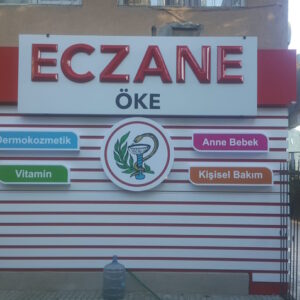 ECZANE
ÖKE
Dermokozmetik
Anne Bebek
Vitamin
Kişisel Bakım